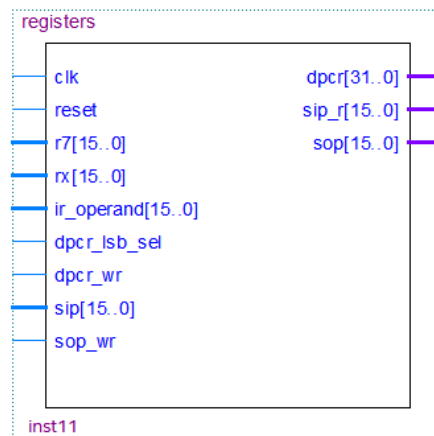 registers
clk dpcr[31..0]
reset sip_r[15..0]
r7[15..0] sop[15..0]
rx[15..0]
ir_operand[15..0]
dpcr_lsb_sel
dpcr_wr
sip[15..0]
sop_wr
inst11